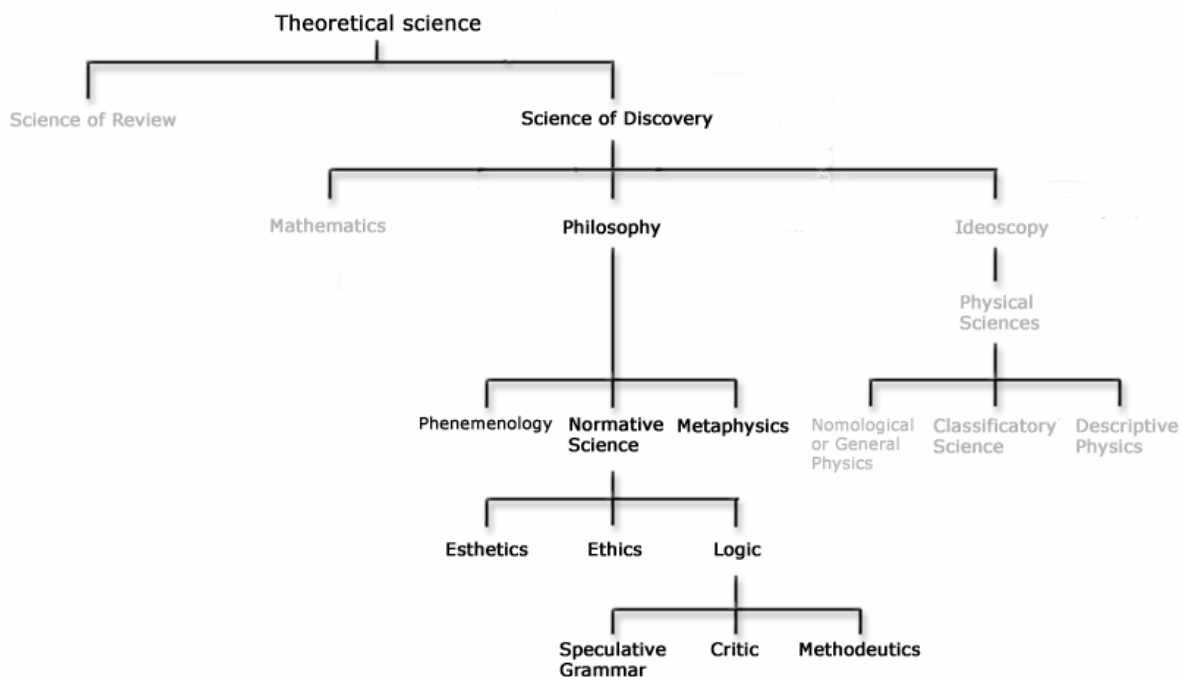 Theoretical science
Science of Review
Science of Discovery
Mathematics
Philosophy
Ideoscopy
Physical
Sciences
Phenemenology
Normative
Science
Metaphysics
Nomological
or General
Physics
Classificatory
Science
Descriptive
Physics
Esthetics
Ethics
Logic
Speculative
Grammar
Critic
Methodeutics